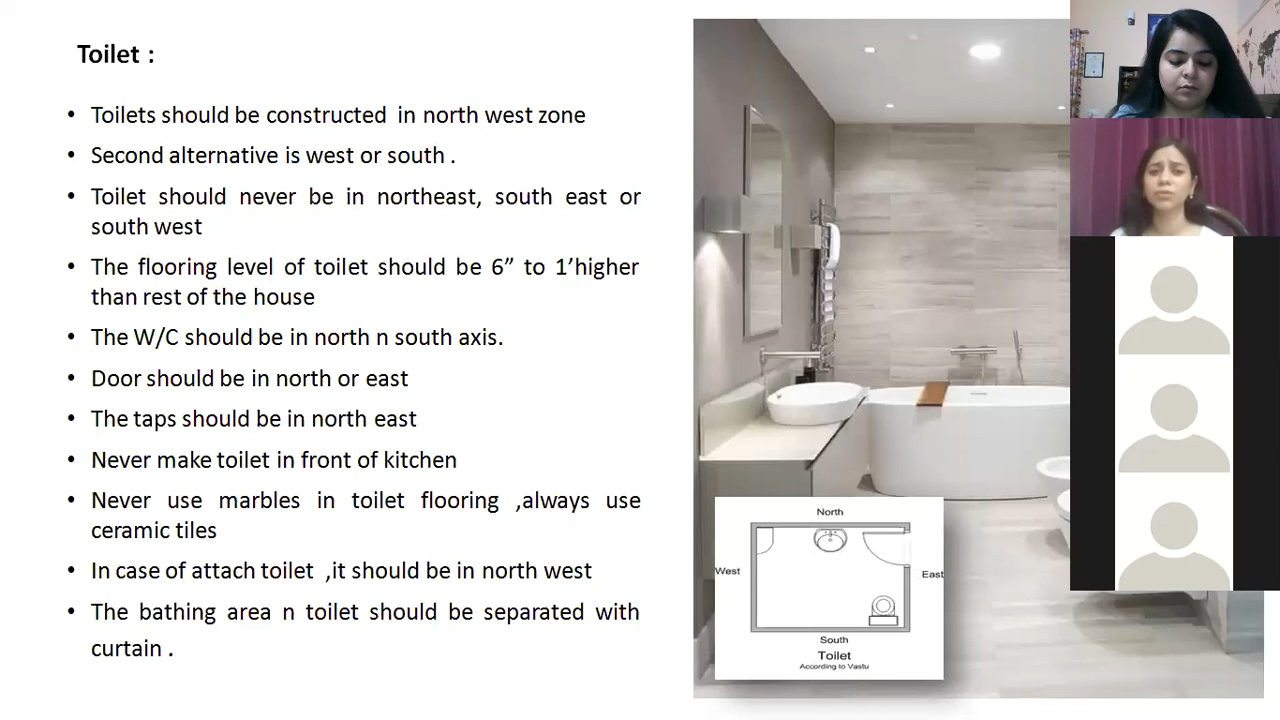 Toilet :
• Toilets should be constructed in north west zone
• Second alternative is west or south .
• Toilet should never be in northeast, south east or
south west
• The flooring level of toilet should be 6” to 1’higher
than rest of the house
• The W/C should be in north n south axis.
• Door should be in north or east
• The taps should be in north east
• Never make toilet in front of kitchen
• Never use marbles in toilet flooring ,always use
ceramic tiles
• In case of attach toilet ,it should be in north west
• The bathing area n toilet should be separated with
curtain .
North
West
East
South
Toilet
According to Vastu